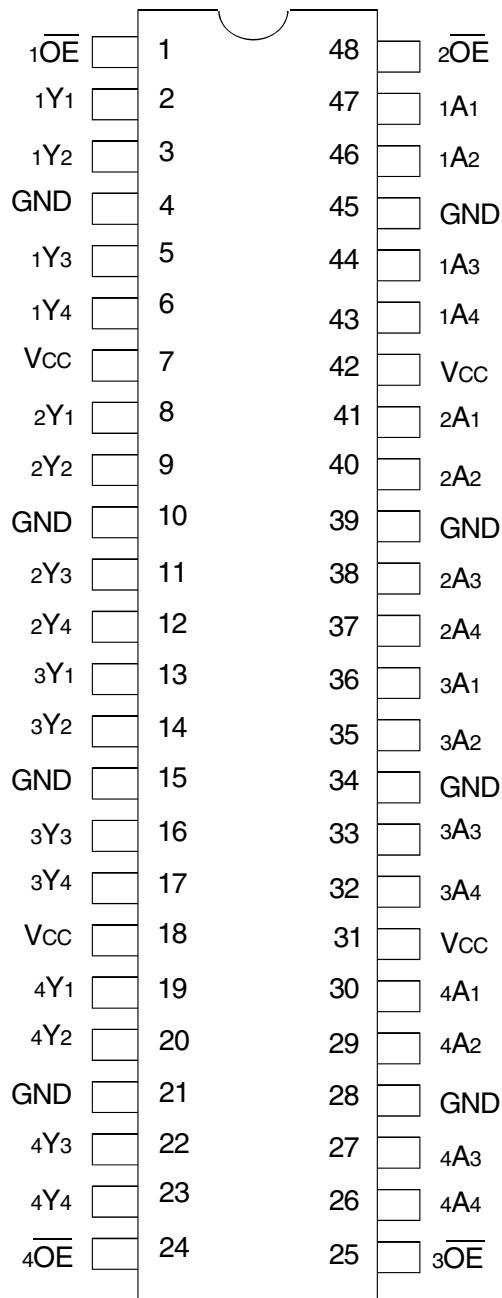 1O̅E̅ 1 48 2O̅E̅
1Y1 2 47 1A1
1Y2 3 46 1A2
GND 4 45 GND
1Y3 5 44 1A3
1Y4 6 43 1A4
VCC 7 42 VCC
2Y1 8 41 2A1
2Y2 9 40 2A2
GND 10 39 GND
2Y3 11 38 2A3
2Y4 12 37 2A4
3Y1 13 36 3A1
3Y2 14 35 3A2
GND 15 34 GND
3Y3 16 33 3A3
3Y4 17 32 3A4
VCC 18 31 VCC
4Y1 19 30 4A1
4Y2 20 29 4A2
GND 21 28 GND
4Y3 22 27 4A3
4Y4 23 26 4A4
4O̅E̅ 24 25 3O̅E̅